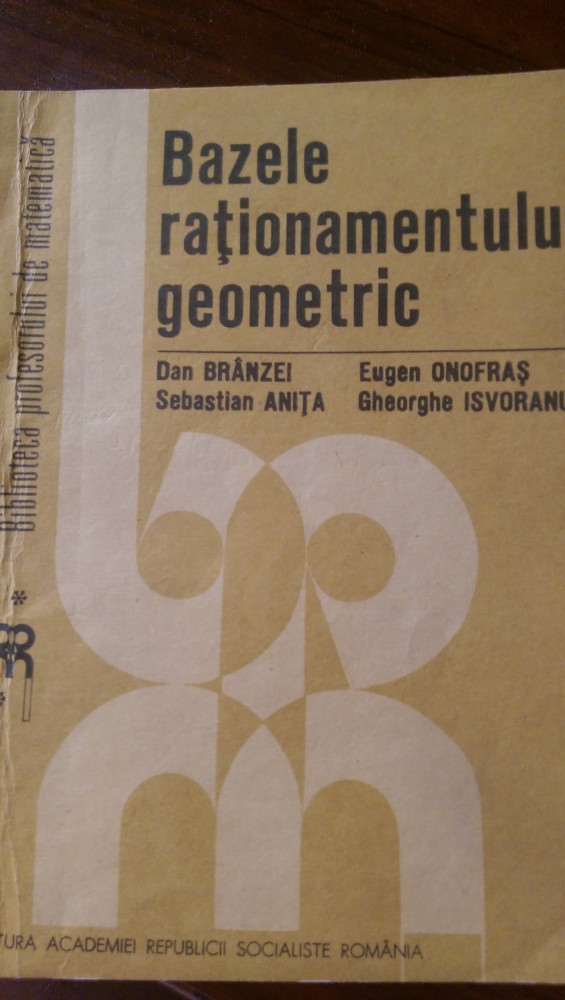 Bazele
raţionamentulu
geometric
Dan BRÂNZEI Eugen ONOFRAŞ
Sebastian ANIŢA Gheorghe ISVORANU
Biblioteca profesorului de matematică
*
TURA ACADEMIEI REPUBLICII SOCIALISTE ROMÂNIA